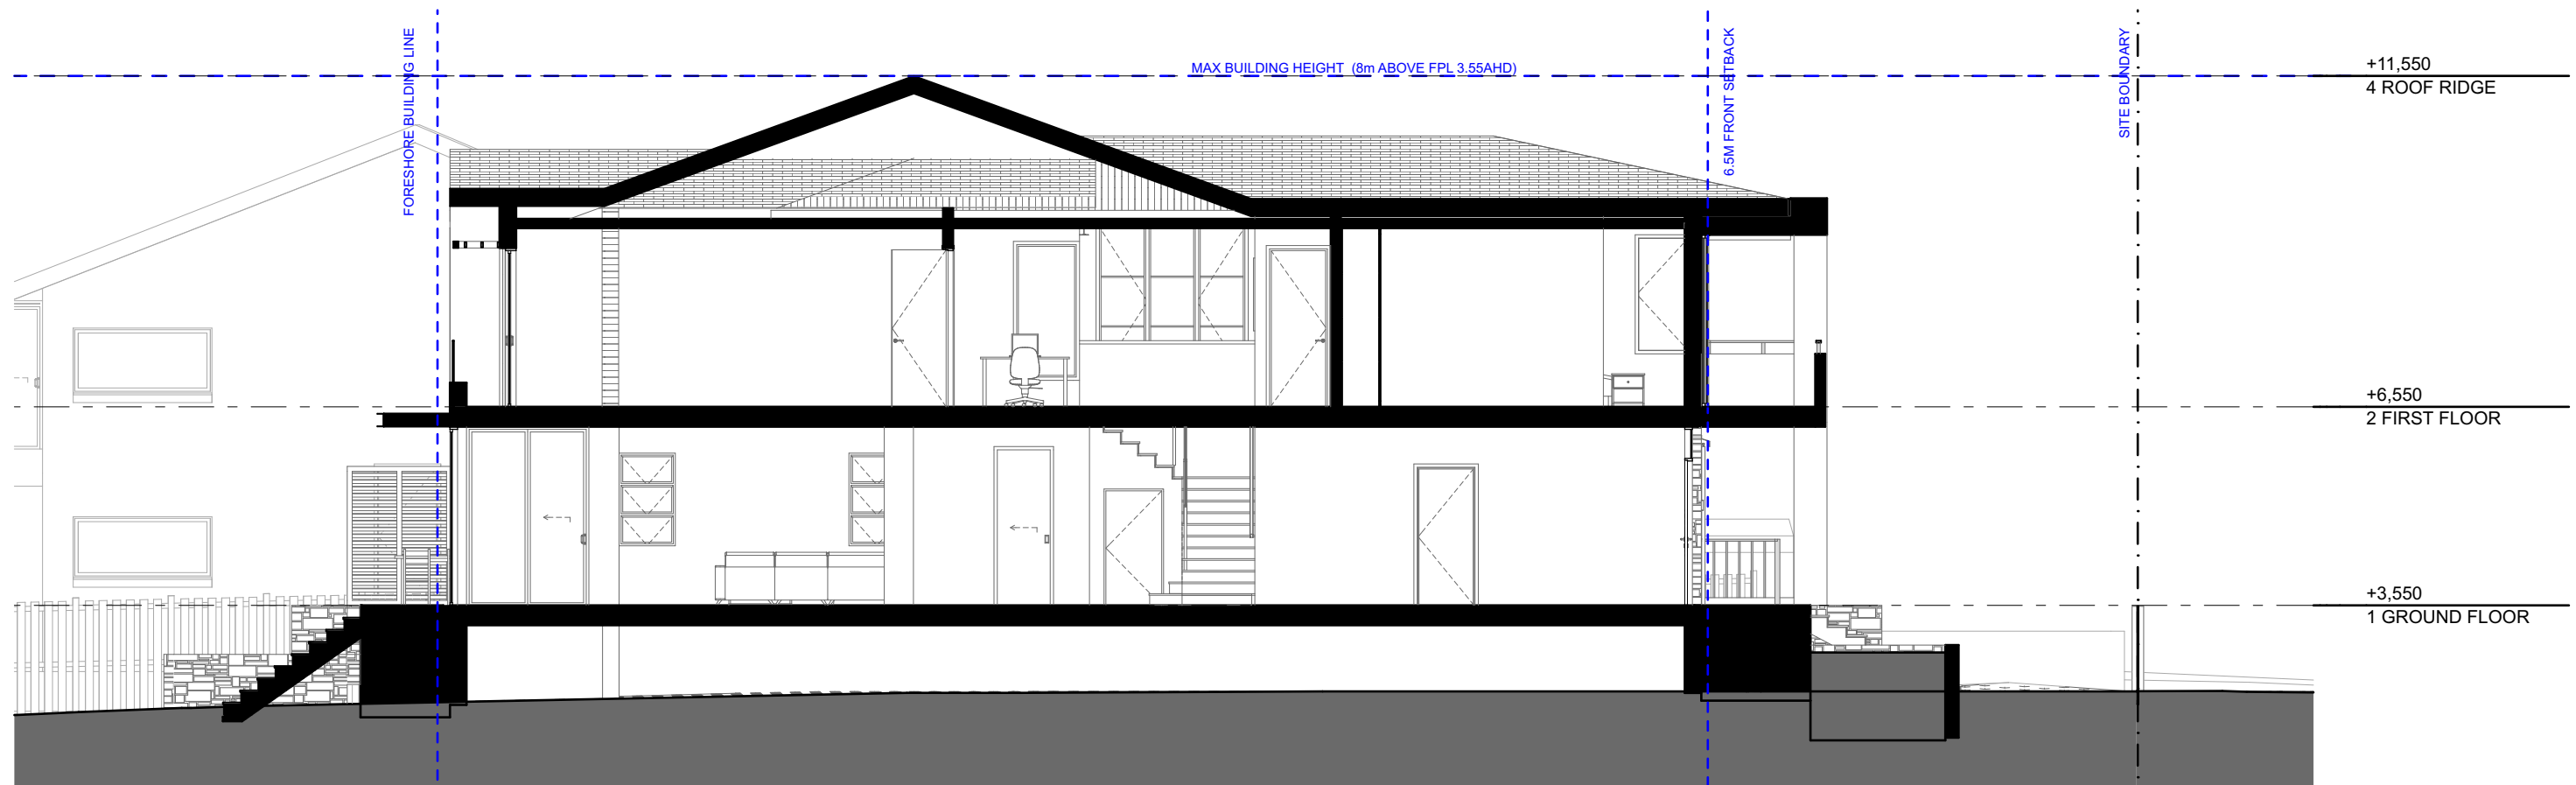 FORESHORE BUILDING LINE
MAX BUILDING HEIGHT (8m ABOVE FPL 3.55AHD)
6.5M FRONT SETBACK
SITE BOUNDARY
+11,550
4 ROOF RIDGE
+6,550
2 FIRST FLOOR
+3,550
1 GROUND FLOOR